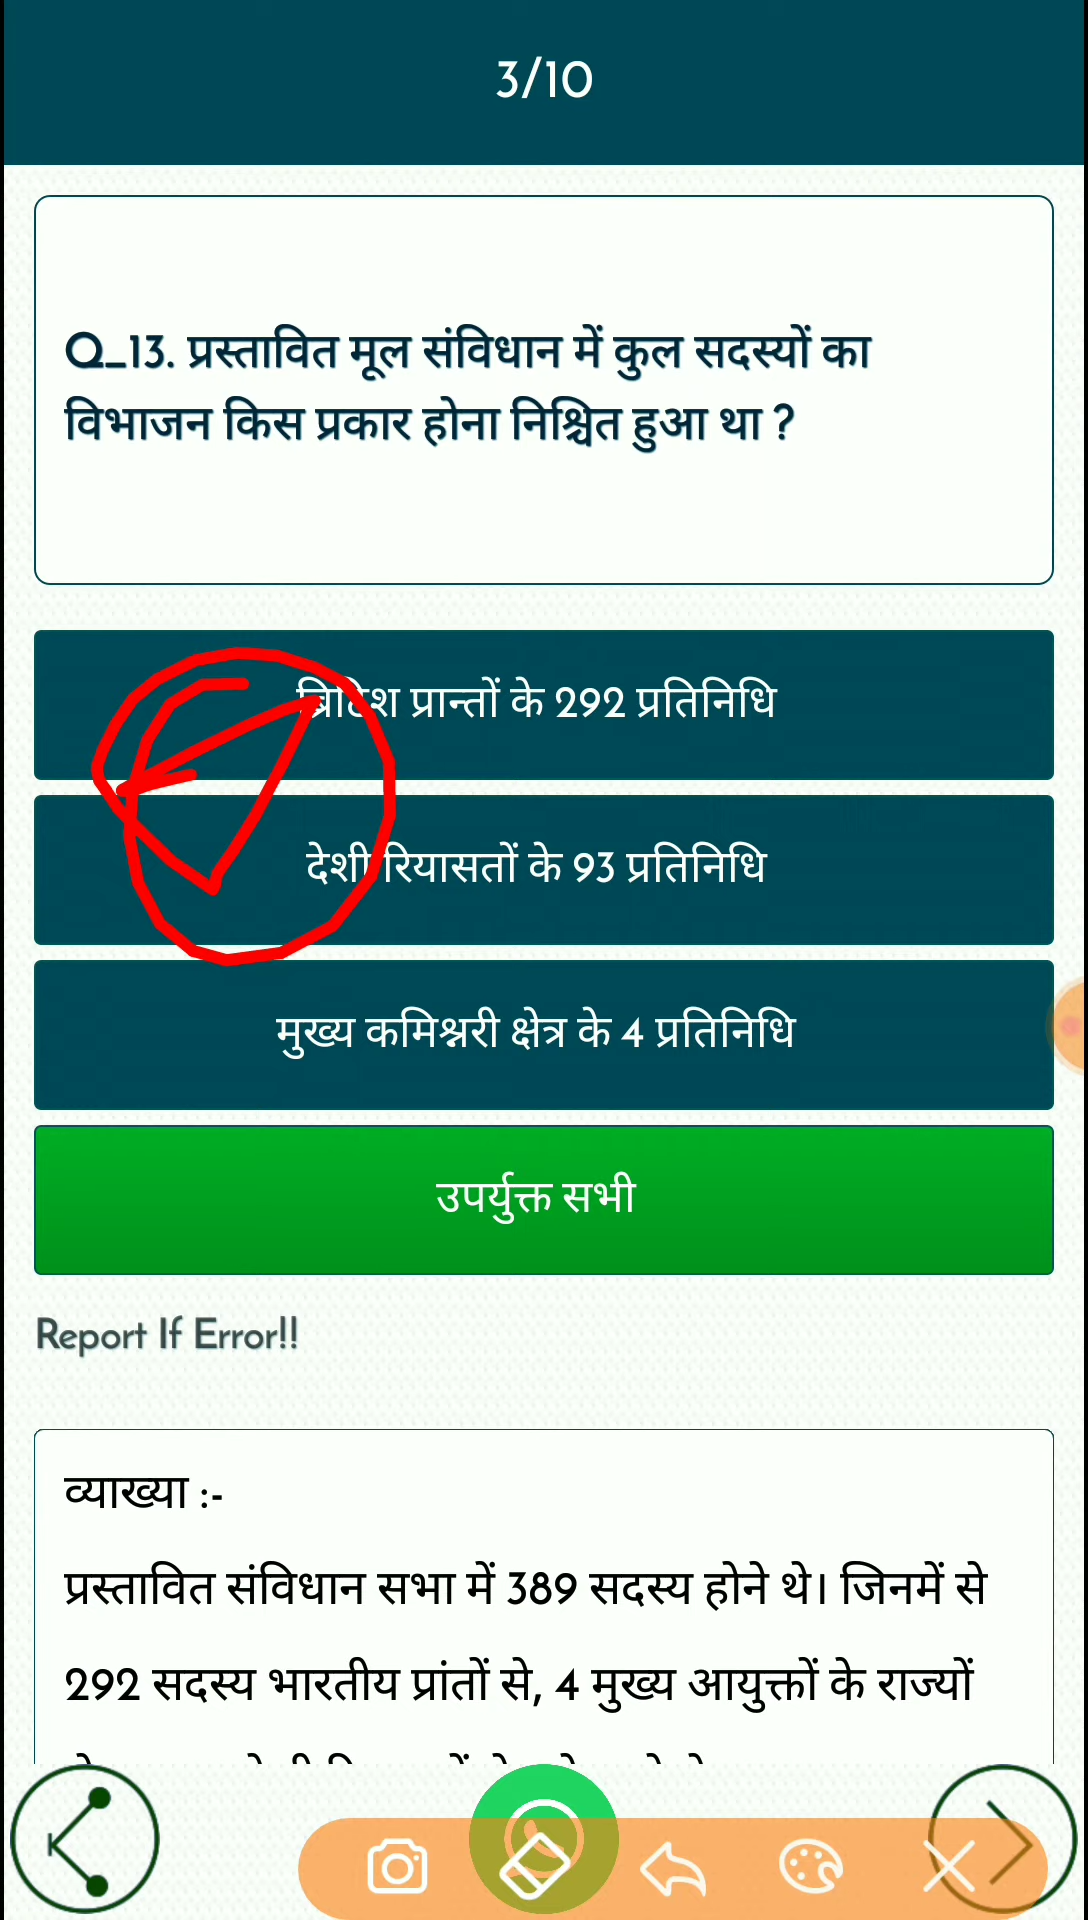 3/10
Q_13. प्रस्तावित मूल संविधान में कुल सदस्यों का
विभाजन किस प्रकार होना निश्चित हुआ था ?
ब्रिटिश प्रान्तों के 292 प्रतिनिधि
देशी रियासतों के 93 प्रतिनिधि
मुख्य कमिश्नरी क्षेत्र के 4 प्रतिनिधि
उपर्युक्त सभी
Report If Error!!
व्याख्या :-
प्रस्तावित संविधान सभा में 389 सदस्य होने थे। जिनमें से
292 सदस्य भारतीय प्रांतों से, 4 मुख्य आयुक्तों के राज्यों